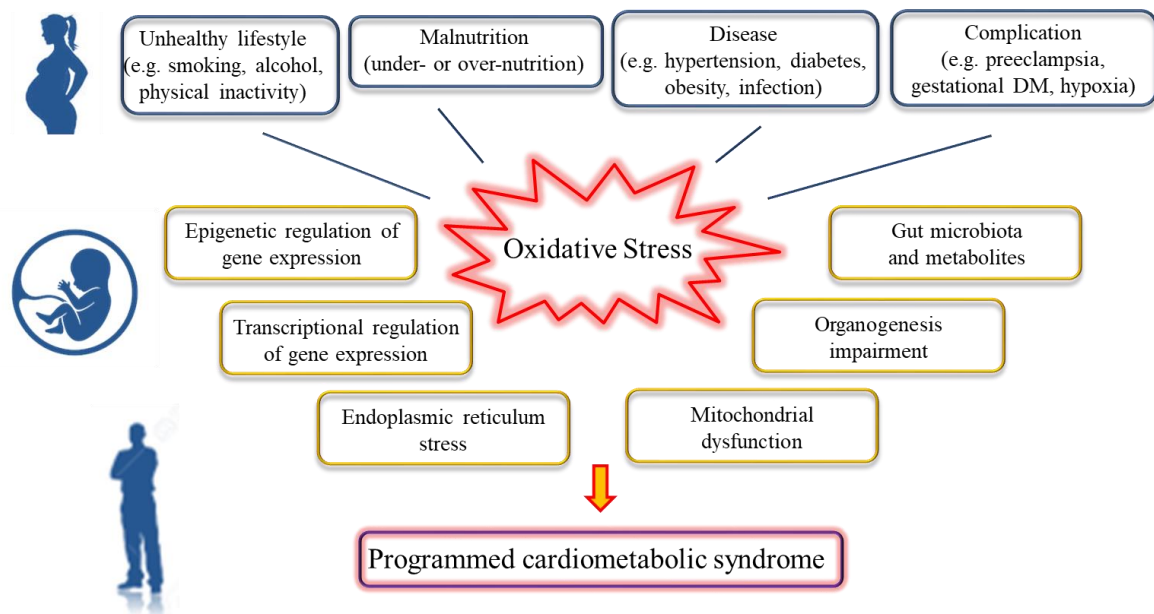 Unhealthy lifestyle
(e.g. smoking, alcohol,
physical inactivity)
Malnutrition
(under- or over-nutrition)
Disease
(e.g. hypertension, diabetes,
obesity, infection)
Complication
(e.g. preeclampsia,
gestational DM, hypoxia)
Oxidative Stress
Epigenetic regulation of
gene expression
Gut microbiota
and metabolites
Transcriptional regulation
of gene expression
Organogenesis
impairment
Endoplasmic reticulum
stress
Mitochondrial
dysfunction
Programmed cardiometabolic syndrome